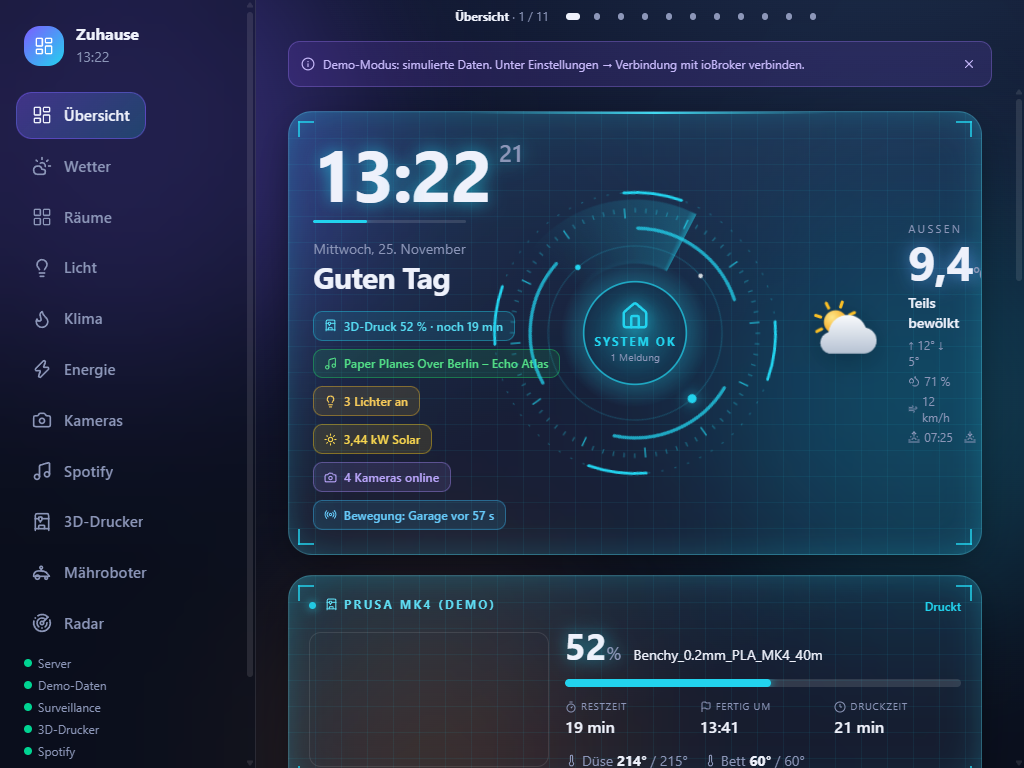 Zuhause
13:22
Übersicht
Wetter
Räume
Licht
Klima
Energie
Kameras
Spotify
3D-Drucker
Mähroboter
Radar
Server
Demo-Daten
Surveillance
3D-Drucker
Spotify
Übersicht · 1 / 11
Demo-Modus: simulierte Daten. Unter Einstellungen → Verbindung mit ioBroker verbinden.
13:22 21
Mittwoch, 25. November
Guten Tag
3D-Druck 52 % · noch 19 min
Paper Planes Over Berlin – Echo Atlas
3 Lichter an
3,44 kW Solar
4 Kameras online
Bewegung: Garage vor 57 s
SYSTEM OK
1 Meldung
AUSSEN
9,4°
Teils
bewölkt
↑ 12° ↓
5°
71 %
12
km/h
07:25
PRUSA MK4 (DEMO)
Druckt
52% Benchy_0.2mm_PLA_MK4_40m
RESTZEIT FERTIG UM DRUCKZEIT
19 min 13:41 21 min
Düse 214° / 215° Bett 60° / 60°